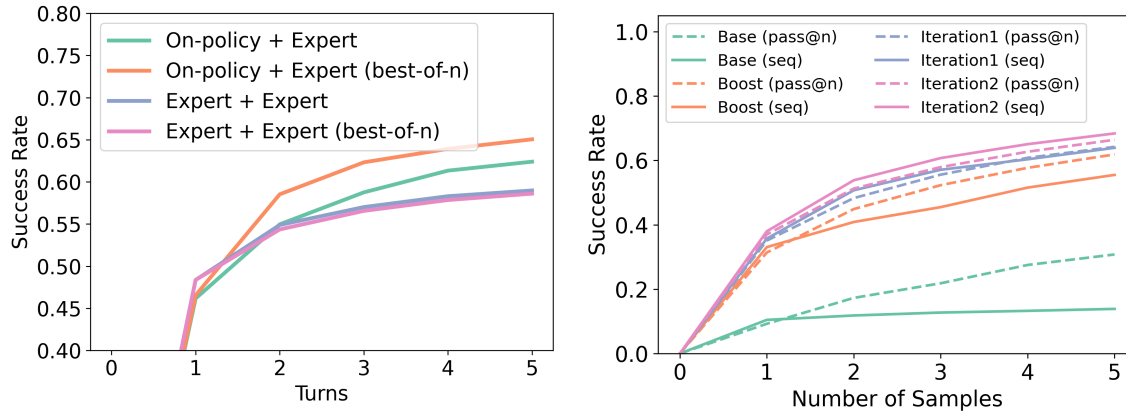 0.80
0.75
0.70
0.65
0.60
0.55
0.50
0.45
0.40
Success Rate
On-policy + Expert
On-policy + Expert (best-of-n)
Expert + Expert
Expert + Expert (best-of-n)
0 1 2 3 4 5
Turns
1.0
0.8
0.6
0.4
0.2
0.0
Success Rate
Base (pass@n)
Base (seq)
Boost (pass@n)
Boost (seq)
Iteration1 (pass@n)
Iteration1 (seq)
Iteration2 (pass@n)
Iteration2 (seq)
0 1 2 3 4 5
Number of Samples